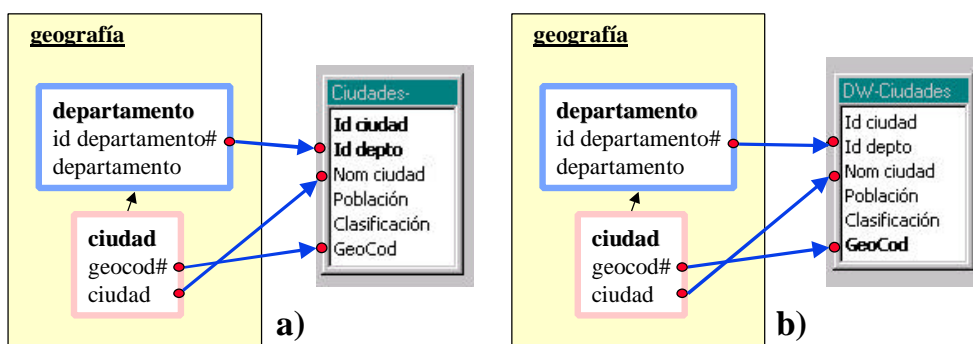 geografía
departamento
id departamento#
departamento
ciudad
geocod#
ciudad
Ciudades-
Id ciudad
Id depto
Nom ciudad
Población
Clasificación
GeoCod
a)
geografía
departamento
id departamento#
departamento
ciudad
geocod#
ciudad
DW-Ciudades
Id ciudad
Id depto
Nom ciudad
Población
Clasificación
GeoCod
b)